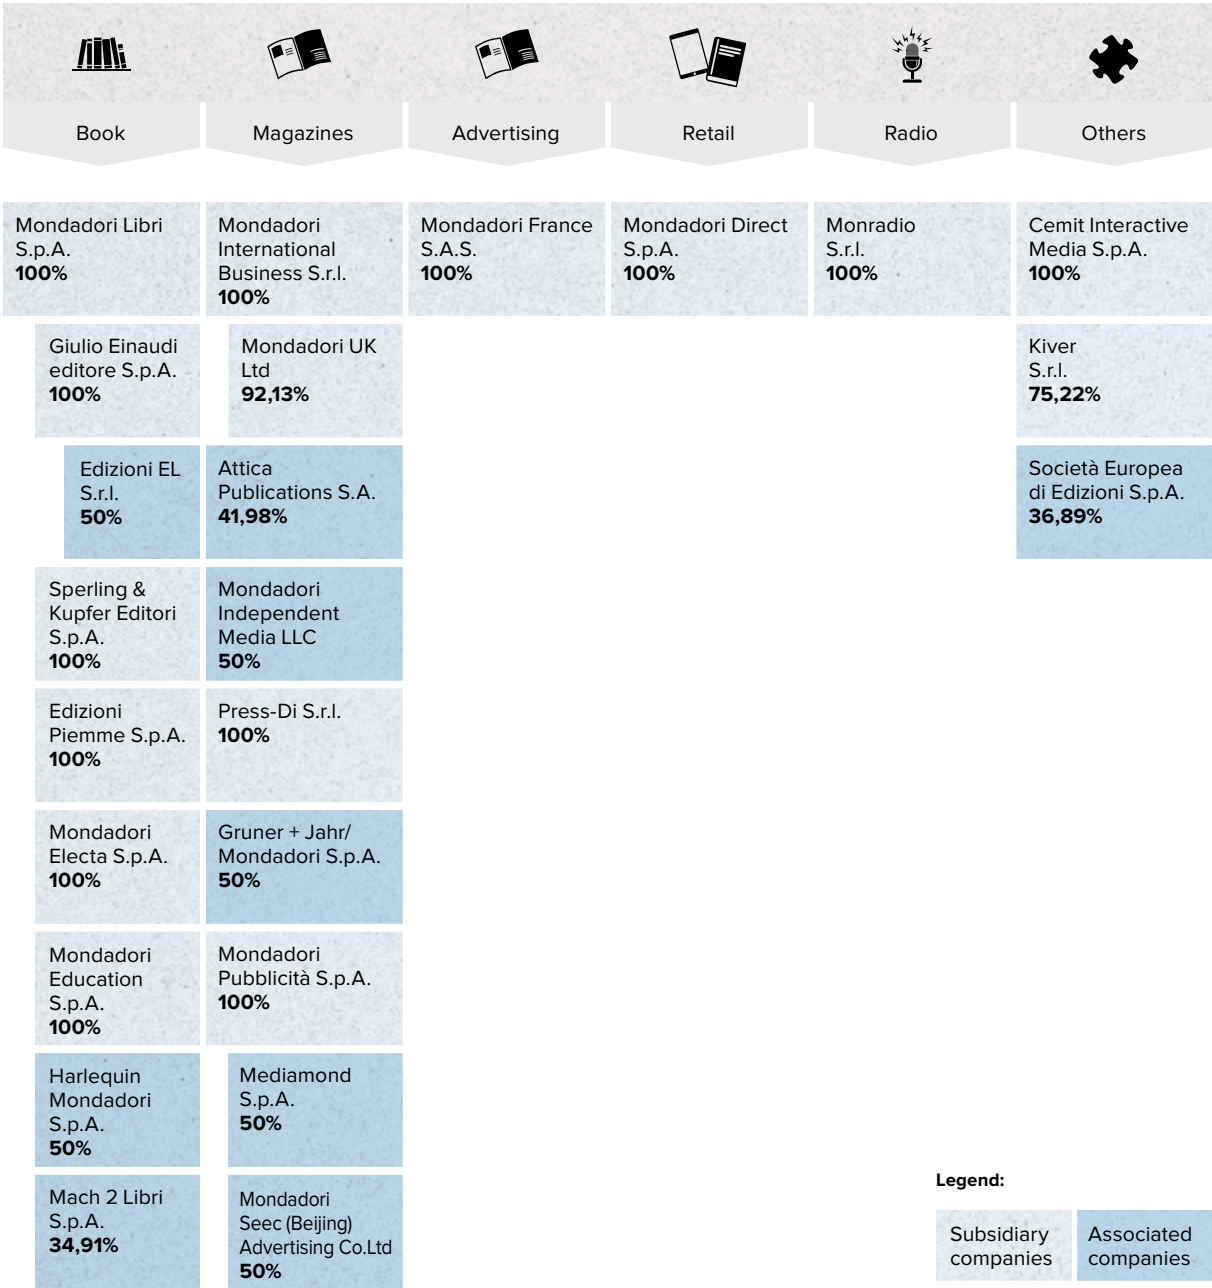 Book
Magazines
Advertising
Retail
Radio
Others
Mondadori Libri
S.p.A.
100%
Giulio Einaudi
editore S.p.A.
100%
Edizioni EL
S.r.l.
50%
Sperling &
Kupfer Editori
S.p.A.
100%
Edizioni
Piemme S.p.A.
100%
Mondadori
Electa S.p.A.
100%
Mondadori
Education
S.p.A.
100%
Harlequin
Mondadori
S.p.A.
50%
Mach 2 Libri
S.p.A.
34,91%
Mondadori
International
Business S.r.l.
100%
Mondadori UK
Ltd
92,13%
Attica
Publications S.A.
41,98%
Mondadori
Independent
Media LLC
50%
Press-Di S.r.l.
100%
Gruner + Jahr/
Mondadori S.p.A.
50%
Mondadori
Pubblicità S.p.A.
100%
Mediamond
S.p.A.
50%
Mondadori
Seec (Beijing)
Advertising Co.Ltd
50%
Mondadori France
S.A.S.
100%
Mondadori Direct
S.p.A.
100%
Monradio
S.r.l.
100%
Cemit Interactive
Media S.p.A.
100%
Kiver
S.r.l.
75,22%
Società Europea
di Edizioni S.p.A.
36,89%
Legend:
Subsidiary
companies
Associated
companies